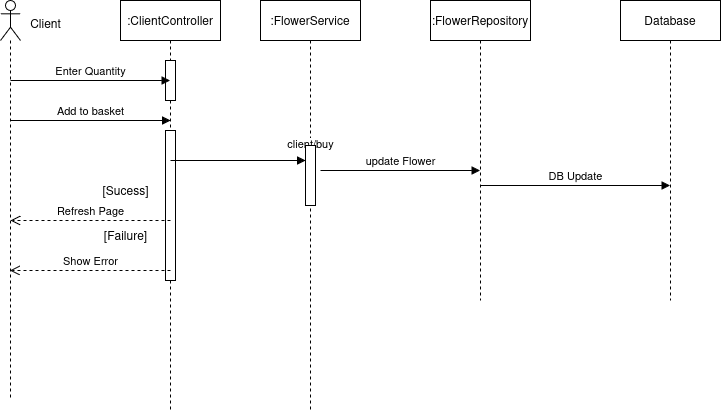 Client
:ClientController
:FlowerService
:FlowerRepository
Database
Enter Quantity
Add to basket
client/buy
update Flower
DB Update
[Sucess]
Refresh Page
[Failure]
Show Error